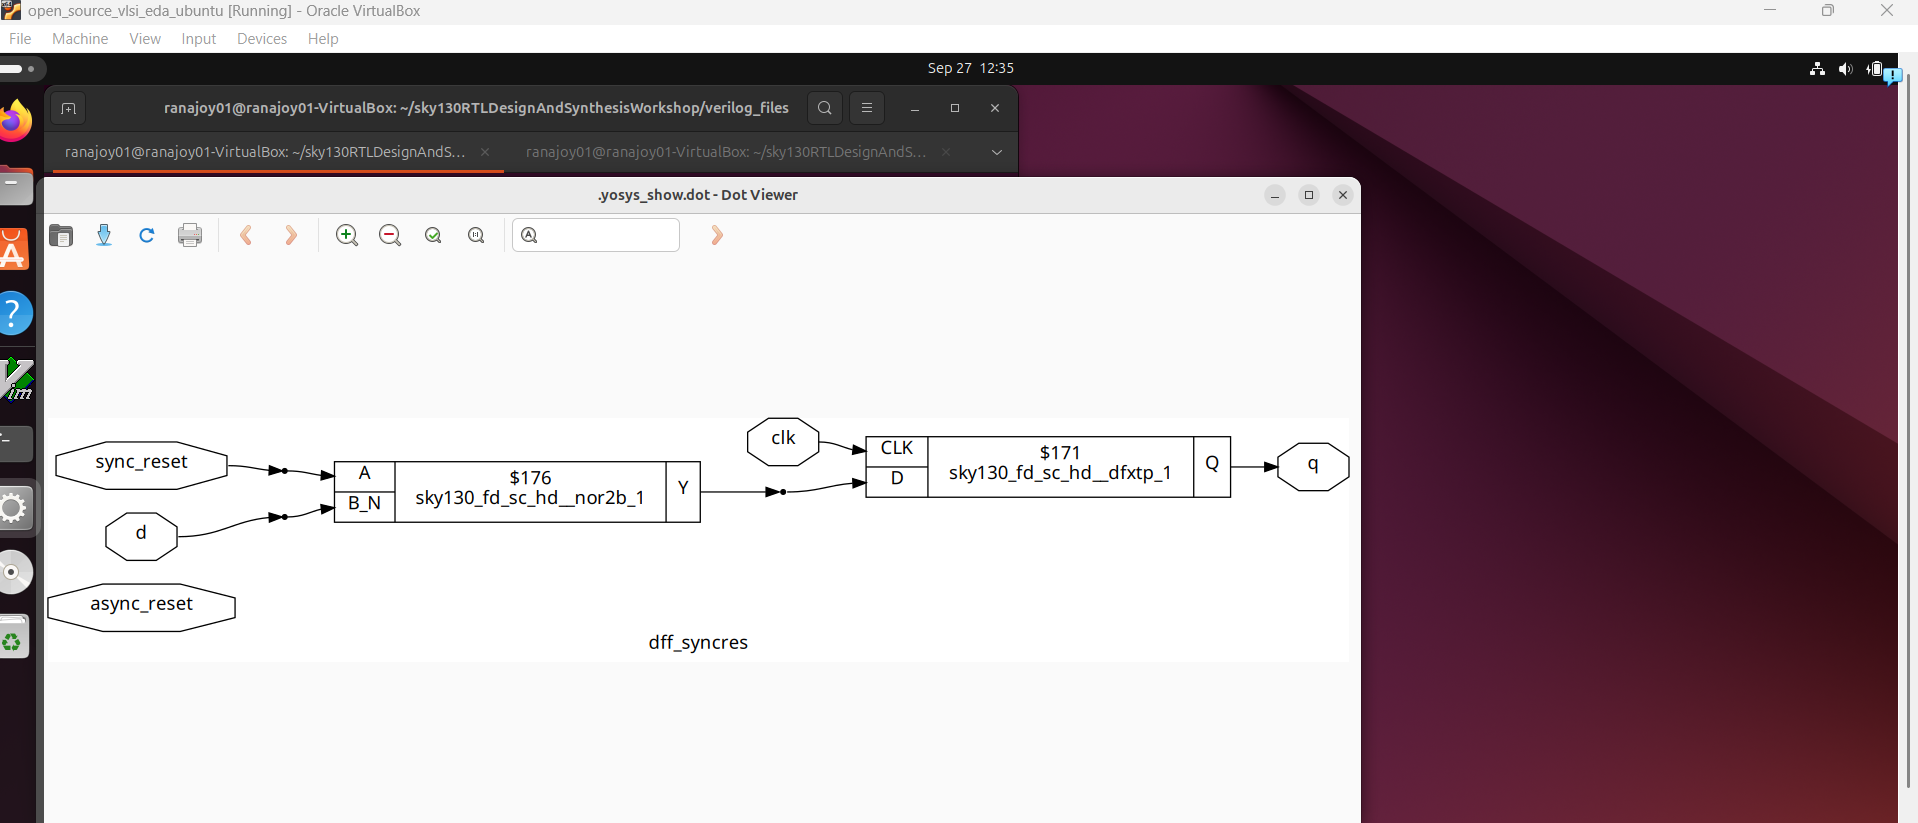 open_source_vlsi_eda_ubuntu [Running] - Oracle VirtualBox
File Machine View Input Devices Help
Sep 27 12:35
ranajoy01@ranajoy01-VirtualBox: ~/sky130RTLDesignAndSynthesisWorkshop/verilog_files
ranajoy01@ranajoy01-VirtualBox: ~/sky130RTLDesignAndS...
ranajoy01@ranajoy01-VirtualBox: ~/sky130RTLDesignAndS...
.yosys_show.dot - Dot Viewer
sync_reset
d
async_reset
A
B_N
$176
sky130_fd_sc_hd__nor2b_1
Y
clk
CLK
D
$171
sky130_fd_sc_hd__dfxtp_1
Q
q
dff_syncres